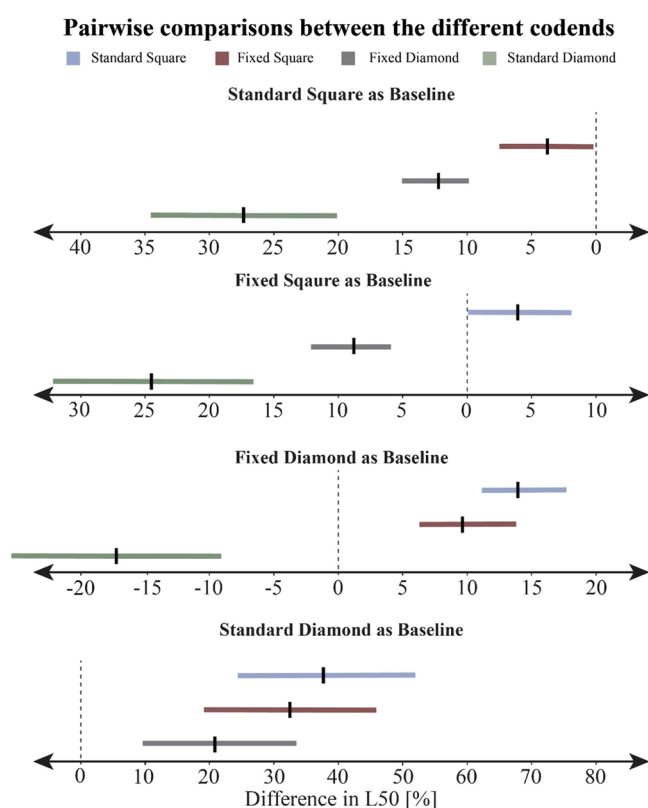 Pairwise comparisons between the different codends
Standard Square Fixed Square Fixed Diamond Standard Diamond
Standard Square as Baseline
40 35 30 25 20 15 10 5 0
Fixed Sqaure as Baseline
30 25 20 15 10 5 0 5 10
Fixed Diamond as Baseline
-20 -15 -10 -5 0 5 10 15 20
Standard Diamond as Baseline
0 10 20 30 40 50 60 70 80
Difference in L50 [%]